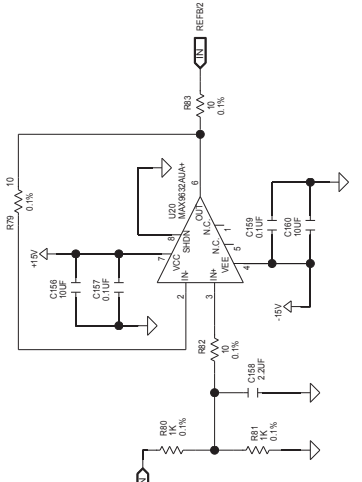 R79
10
0.1%
+15V
C156
10UF
C157
0.1UF
U20
MAX9632AUA+
7
VCC
8
SHDN
2
IN-
3
IN+
OUT
6
N.C.
1
N.C.
5
VEE
4
R83
10
0.1%
IN
REFB/2
R82
10
0.1%
C158
2.2UF
R80
1K
0.1%
R81
1K
0.1%
-15V
C159
0.1UF
C160
10UF